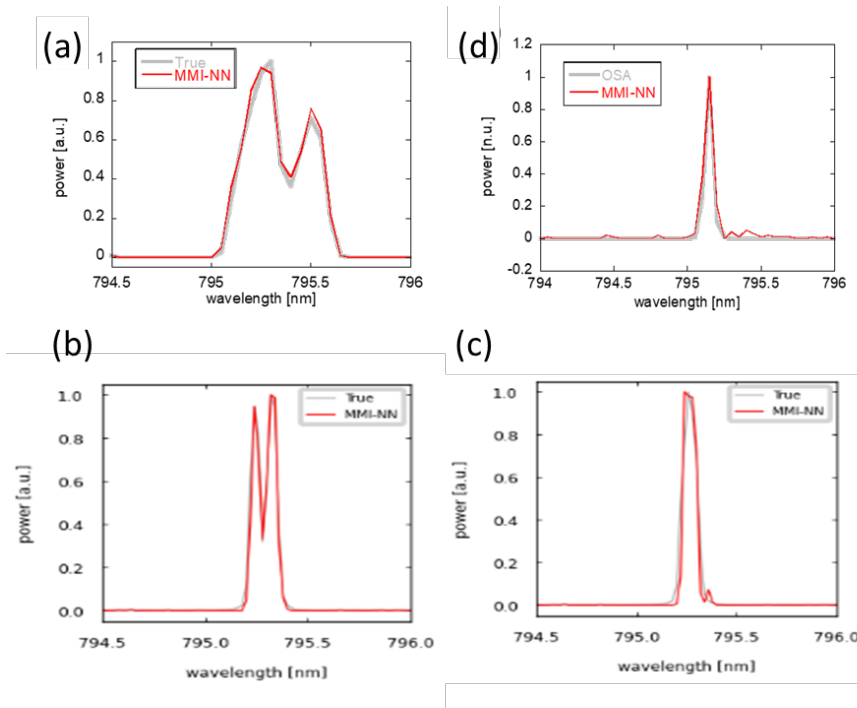 (a)
True
MMI-NN
power [a.u.]
1
0.8
0.6
0.4
0.2
0
794.5 795 795.5 796
wavelength [nm]
(d)
OSA
MMI-NN
power [n.u.]
1.2
1
0.8
0.6
0.4
0.2
0
-0.2
794 794.5 795 795.5 796
wavelength [nm]
(b)
True
MMI-NN
power [a.u.]
1.0
0.8
0.6
0.4
0.2
0.0
794.5 795.0 795.5 796.0
wavelength [nm]
(c)
True
MMI-NN
power [a.u.]
1.0
0.8
0.6
0.4
0.2
0.0
794.5 795.0 795.5 796.0
wavelength [nm]